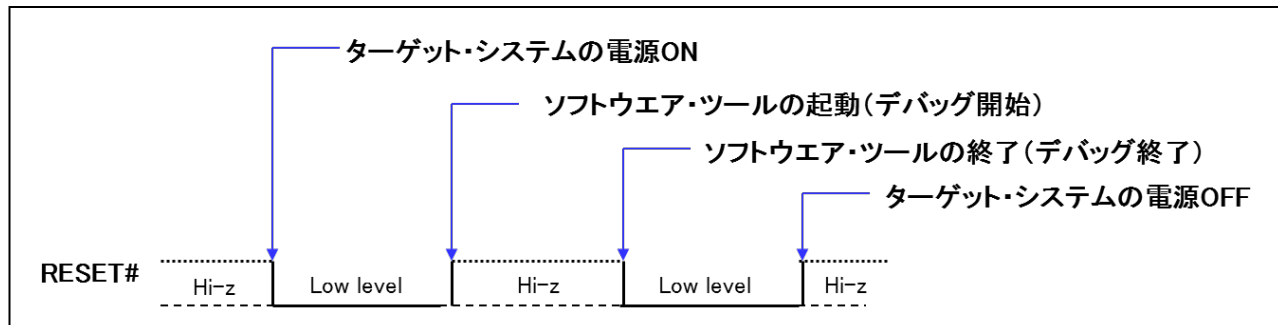 ターゲット・システムの電源ON
ソフトウエア・ツールの起動(デバッグ開始)
ソフトウエア・ツールの終了(デバッグ終了)
ターゲット・システムの電源OFF
RESET# Hi-z Low level Hi-z Low level Hi-z